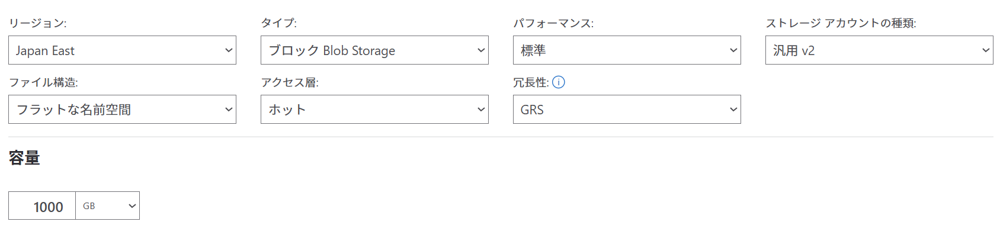 リージョン: タイプ: パフォーマンス: ストレージ アカウントの種類:
Japan East ブロック Blob Storage 標準 汎用 v2
ファイル構造: アクセス層: 冗長性: i
フラットな名前空間 ホット GRS
容量
1000 GB